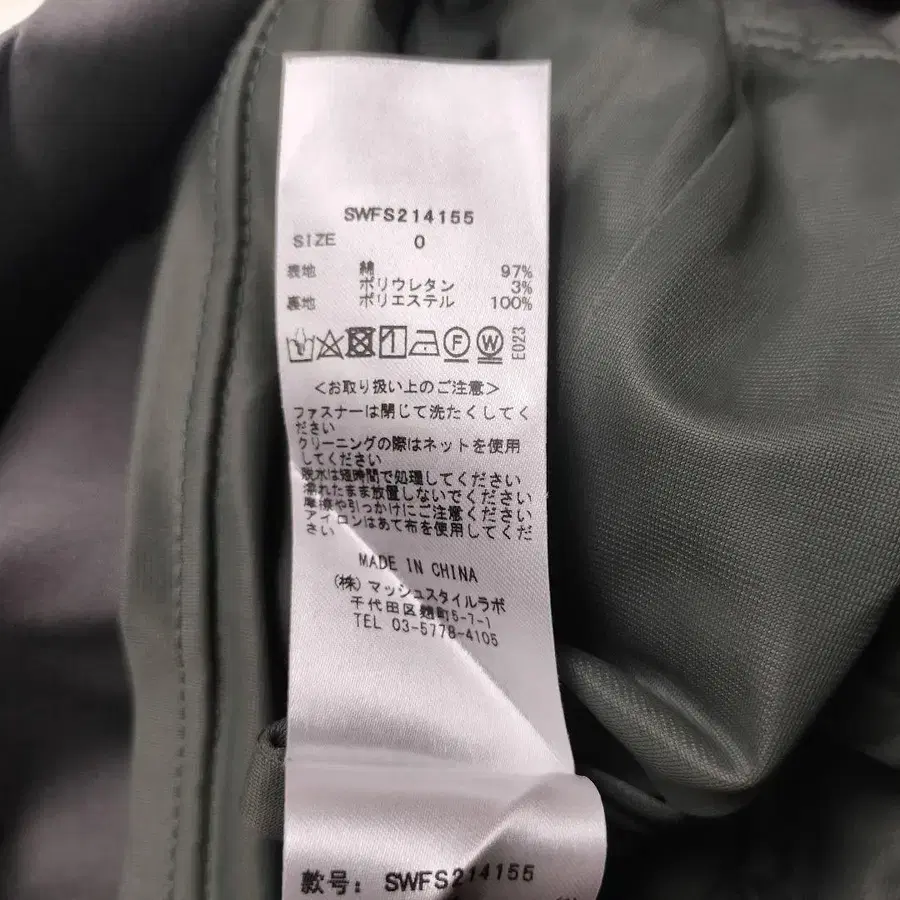 SWFS214155
SIZE 0
表地 綿 97%
ポリウレタン 3%
裏地 ポリエステル 100%
F W E023
<お取り扱い上のご注意>
ファスナーは閉じて洗たくしてく
ださい
クリーニングの際はネットを使用
してください
脱水は短時間で処理してください
濡れたまま放置しないでください
摩擦や引っかけにご注意ください
アイロンはあて布を使用してくだ
さい
MADE IN CHINA
(株)マッシュスタイルラボ
千代田区麹町5-7-1
TEL 03-5778-4105
款号: SWFS214155